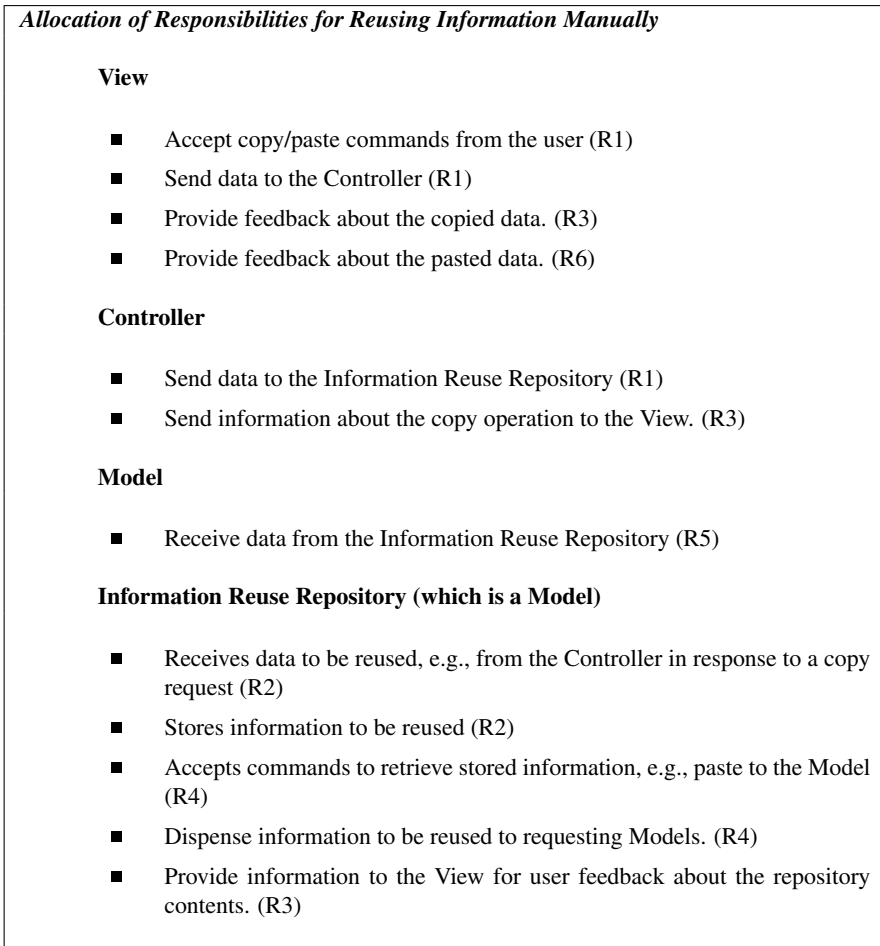 Allocation of Responsibilities for Reusing Information Manually
View
■ Accept copy/paste commands from the user (R1)
■ Send data to the Controller (R1)
■ Provide feedback about the copied data. (R3)
■ Provide feedback about the pasted data. (R6)
Controller
■ Send data to the Information Reuse Repository (R1)
■ Send information about the copy operation to the View. (R3)
Model
■ Receive data from the Information Reuse Repository (R5)
Information Reuse Repository (which is a Model)
■ Receives data to be reused, e.g., from the Controller in response to a copy
request (R2)
■ Stores information to be reused (R2)
■ Accepts commands to retrieve stored information, e.g., paste to the Model
(R4)
■ Dispense information to be reused to requesting Models. (R4)
■ Provide information to the View for user feedback about the repository
contents. (R3)